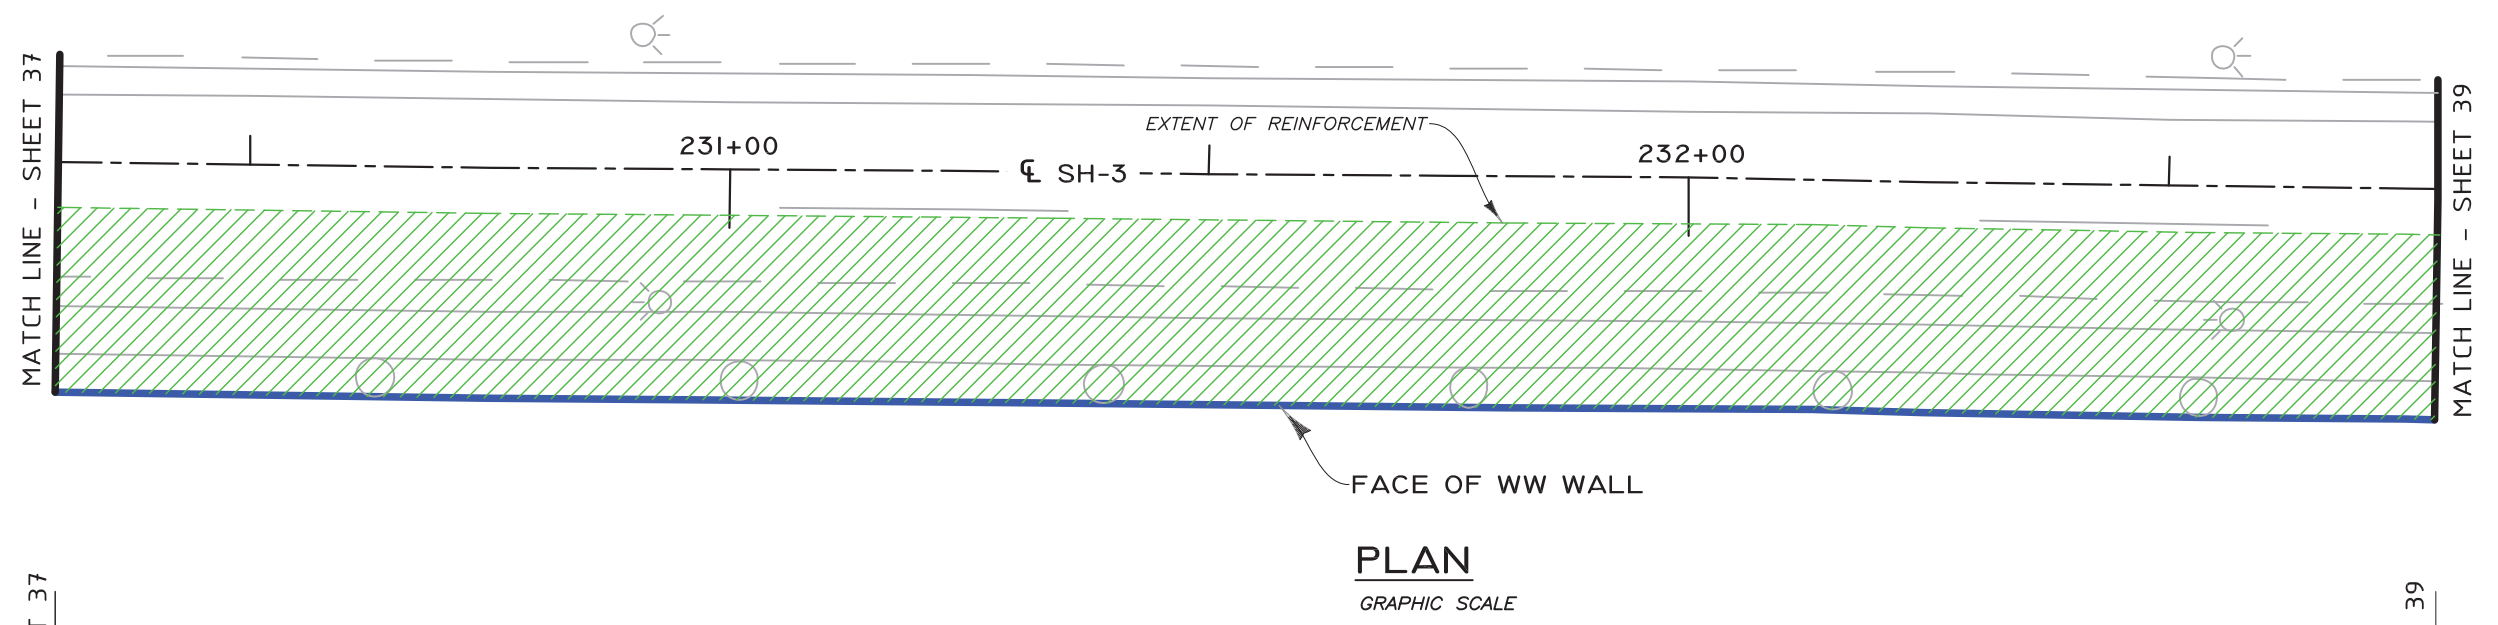 MATCH LINE - SHEET 37
EXTENT OF REINFORCEMENT
231+00
232+00
℄ SH-3
MATCH LINE - SHEET 39
FACE OF WW WALL
PLAN
GRAPHIC SCALE
T 37
39